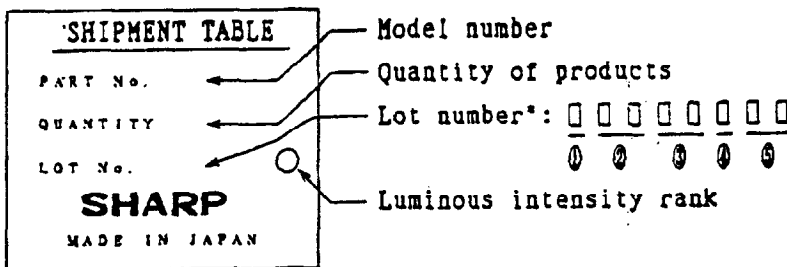 SHIPMENT TABLE
PART No.
QUANTITY
LOT No.
SHARP
MADE IN JAPAN
Model number
Quantity of products
Lot number*: ▯ ▯ ▯ ▯ ▯ ▯ ▯ ▯
① ② ③ ④ ⑤
Luminous intensity rank